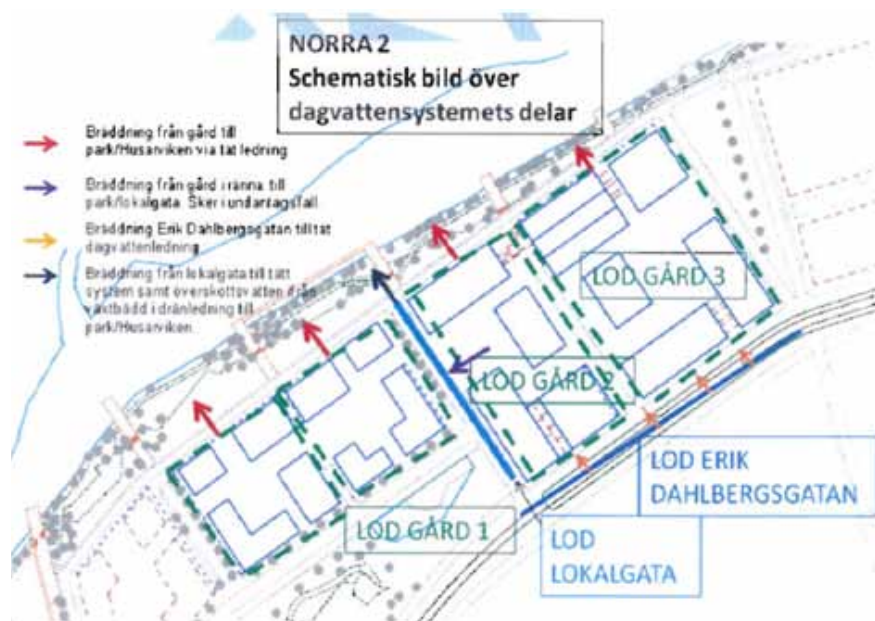 NORRA 2
Schematisk bild över
dagvattensystemets delar
Bräddning från gård till
park/Husarviken via tät ledning
Bräddning från gård i ränna till
park/lokalgata. Sker i undantagsfall
Bräddning Erik Dahlbergsgatan till tät
dagvattenledning
Bräddning från lokalgata till tätt
system samt överskottsvatten ifrån
växtbädd i dränledning till
park/Husarviken.
LOD GÅRD 3
LOD GÅRD 2
LOD GÅRD 1
LOD ERIK
DAHLBERGSGATAN
LOD
LOKALGATA